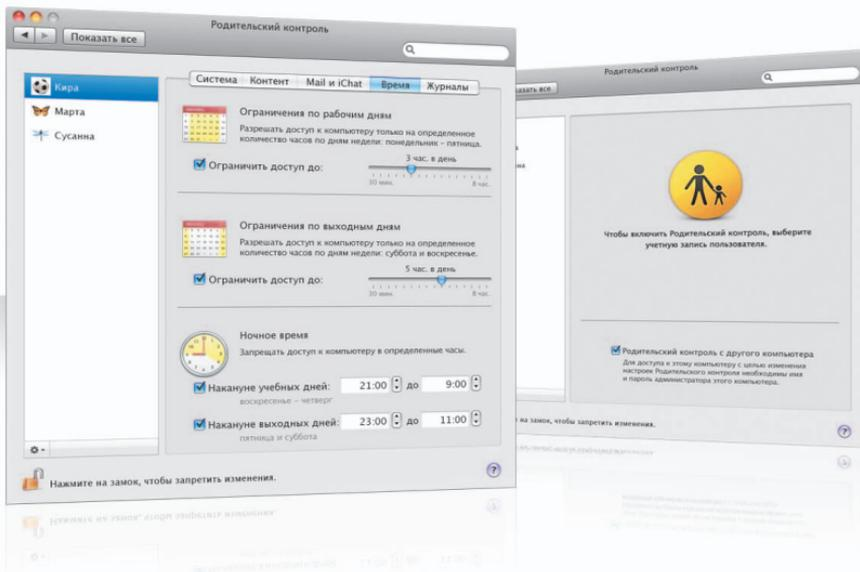 Родительский контроль
Показать все
Кира
Марта
Сусанна
Система Контент Mail и iChat Время Журналы
Ограничения по рабочим дням
Разрешать доступ к компьютеру только на определенное
количество часов по дням недели: понедельник – пятница.
3 час. в день
Ограничить доступ до:
30 мин. 8 час.
Ограничения по выходным дням
Разрешать доступ к компьютеру только на определенное
количество часов по дням недели: суббота и воскресенье.
5 час. в день
Ограничить доступ до:
30 мин. 8 час.
Ночное время
Запрещать доступ к компьютеру в определенные часы.
Накануне учебных дней: 21:00 до 9:00
воскресенье – четверг
Накануне выходных дней: 23:00 до 11:00
пятница и суббота
Нажмите на замок, чтобы запретить изменения.
?
Родительский контроль
все
Чтобы включить Родительский контроль, выберите
учетную запись пользователя.
Родительский контроль с другого компьютера
Для доступа к этому компьютеру с целью изменения
настроек Родительского контроля необходимы имя
и пароль администратора этого компьютера.
на замок, чтобы запретить изменения.
?